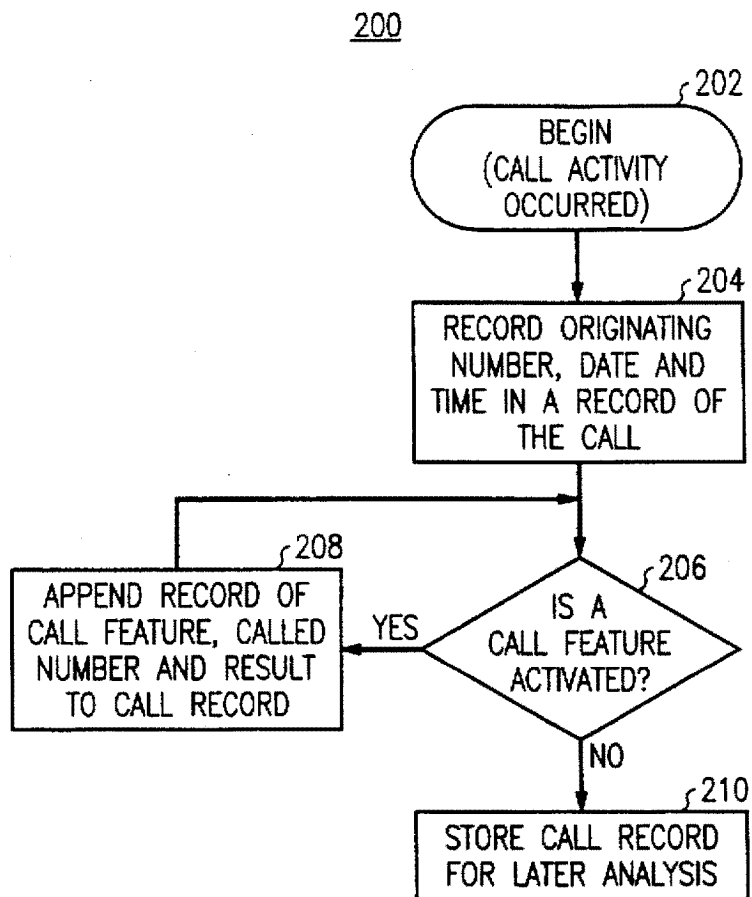 200
202
BEGIN
(CALL ACTIVITY
OCCURRED)
204
RECORD ORIGINATING
NUMBER, DATE AND
TIME IN A RECORD OF
THE CALL
208
APPEND RECORD OF
CALL FEATURE, CALLED
NUMBER AND RESULT
TO CALL RECORD
YES
206
IS A
CALL FEATURE
ACTIVATED?
NO
210
STORE CALL RECORD
FOR LATER ANALYSIS